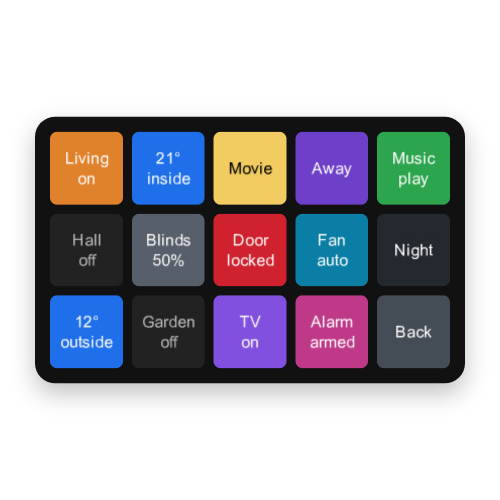 Living
on
21°
inside
Movie
Away
Music
play
Hall
off
Blinds
50%
Door
locked
Fan
auto
Night
12°
outside
Garden
off
TV
on
Alarm
armed
Back